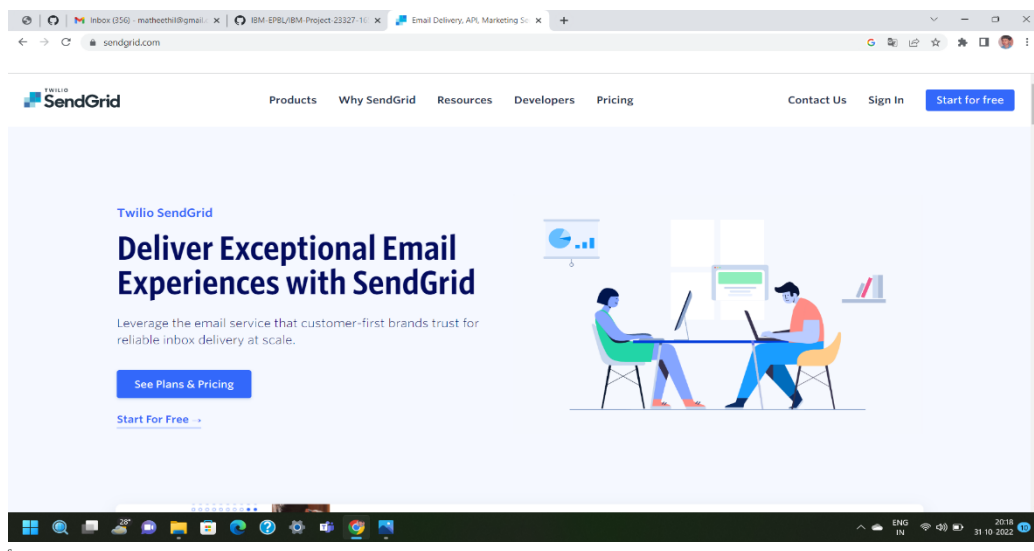 Inbox (356) - matheethil@gmail.c
IBM-EPBL/IBM-Project-23327-16
Email Delivery, API, Marketing Se
sendgrid.com
TWILIO
SendGrid
Products
Why SendGrid
Resources
Developers
Pricing
Contact Us
Sign In
Start for free
Twilio SendGrid
Deliver Exceptional Email
Experiences with SendGrid
Leverage the email service that customer-first brands trust for
reliable inbox delivery at scale.
See Plans & Pricing
Start For Free →
28°
ENG
IN
20:18
31-10-2022
10